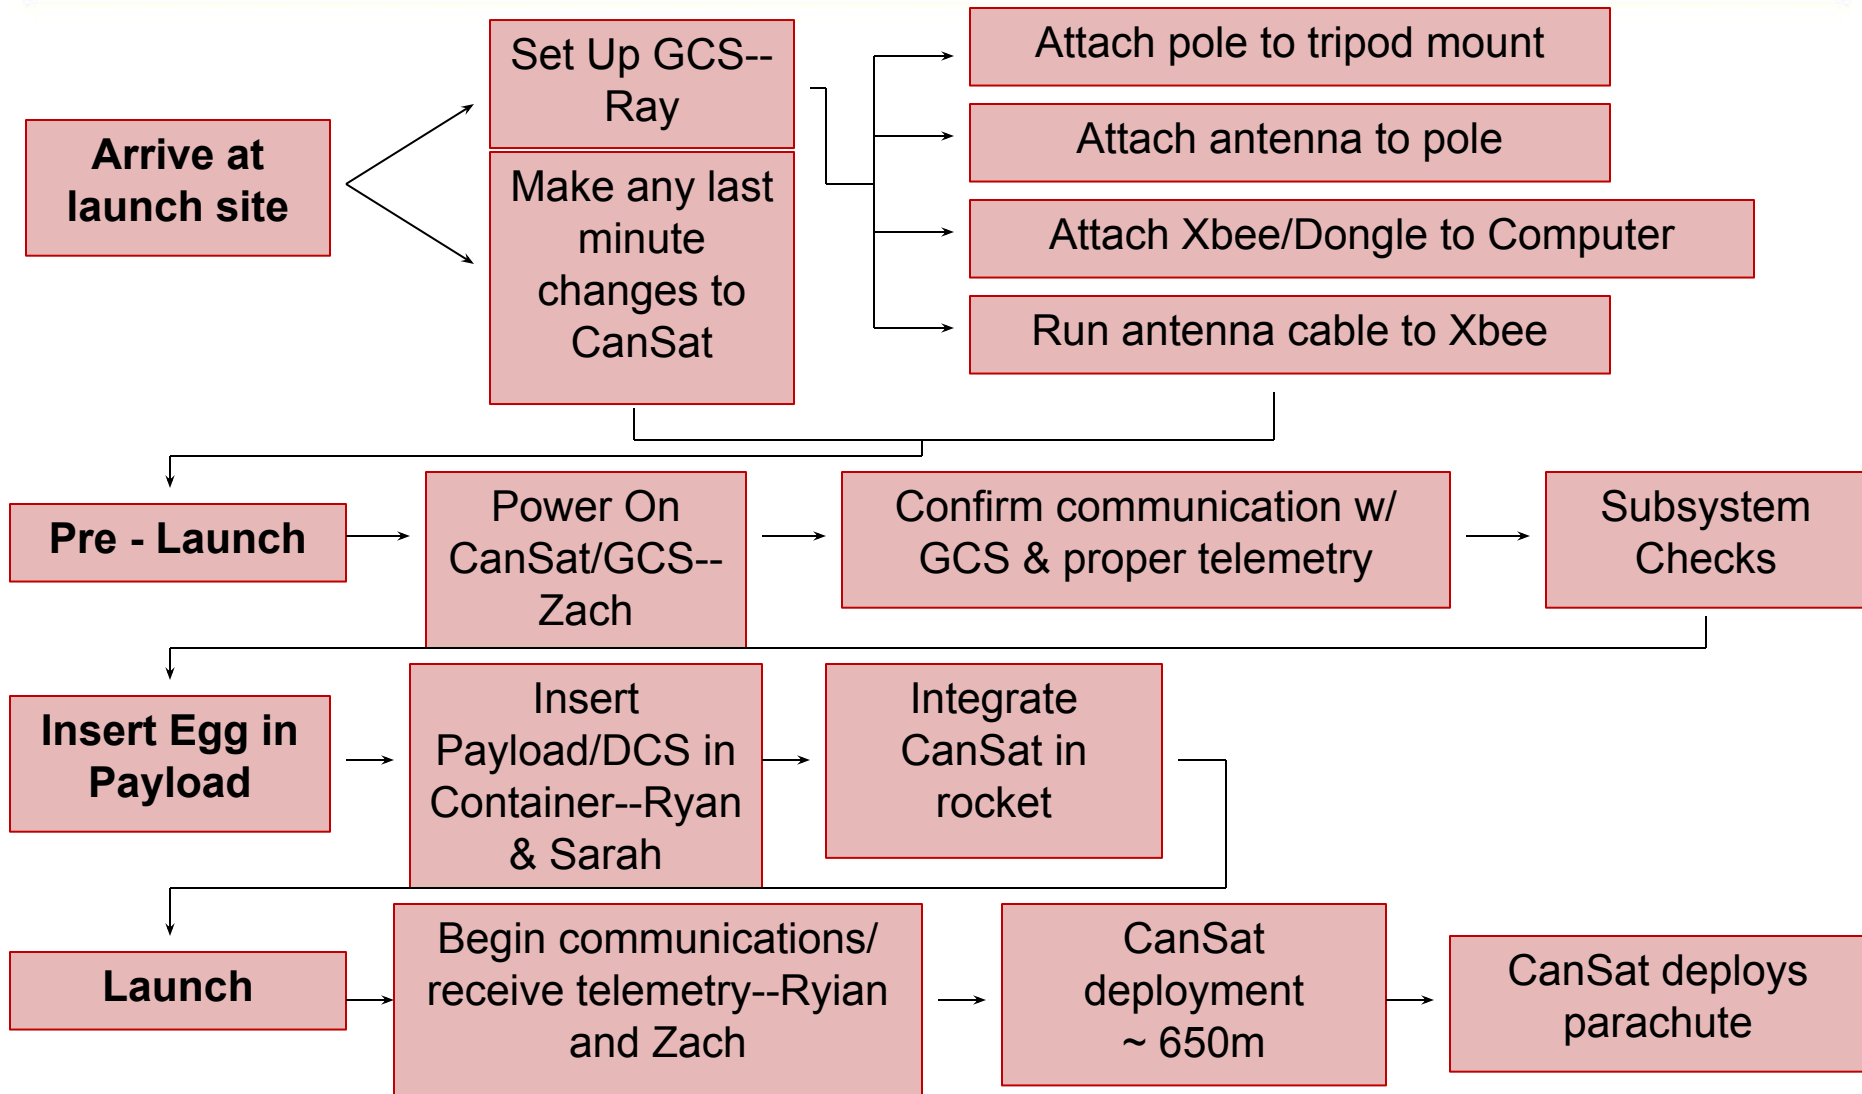 Arrive at
launch site
Set Up GCS--
Ray
Make any last
minute
changes to
CanSat
Attach pole to tripod mount
Attach antenna to pole
Attach Xbee/Dongle to Computer
Run antenna cable to Xbee
Pre - Launch
Power On
CanSat/GCS--
Zach
Confirm communication w/
GCS & proper telemetry
Subsystem
Checks
Insert Egg in
Payload
Insert
Payload/DCS in
Container--Ryan
& Sarah
Integrate
CanSat in
rocket
Launch
Begin communications/
receive telemetry--Ryian
and Zach
CanSat
deployment
~ 650m
CanSat deploys
parachute